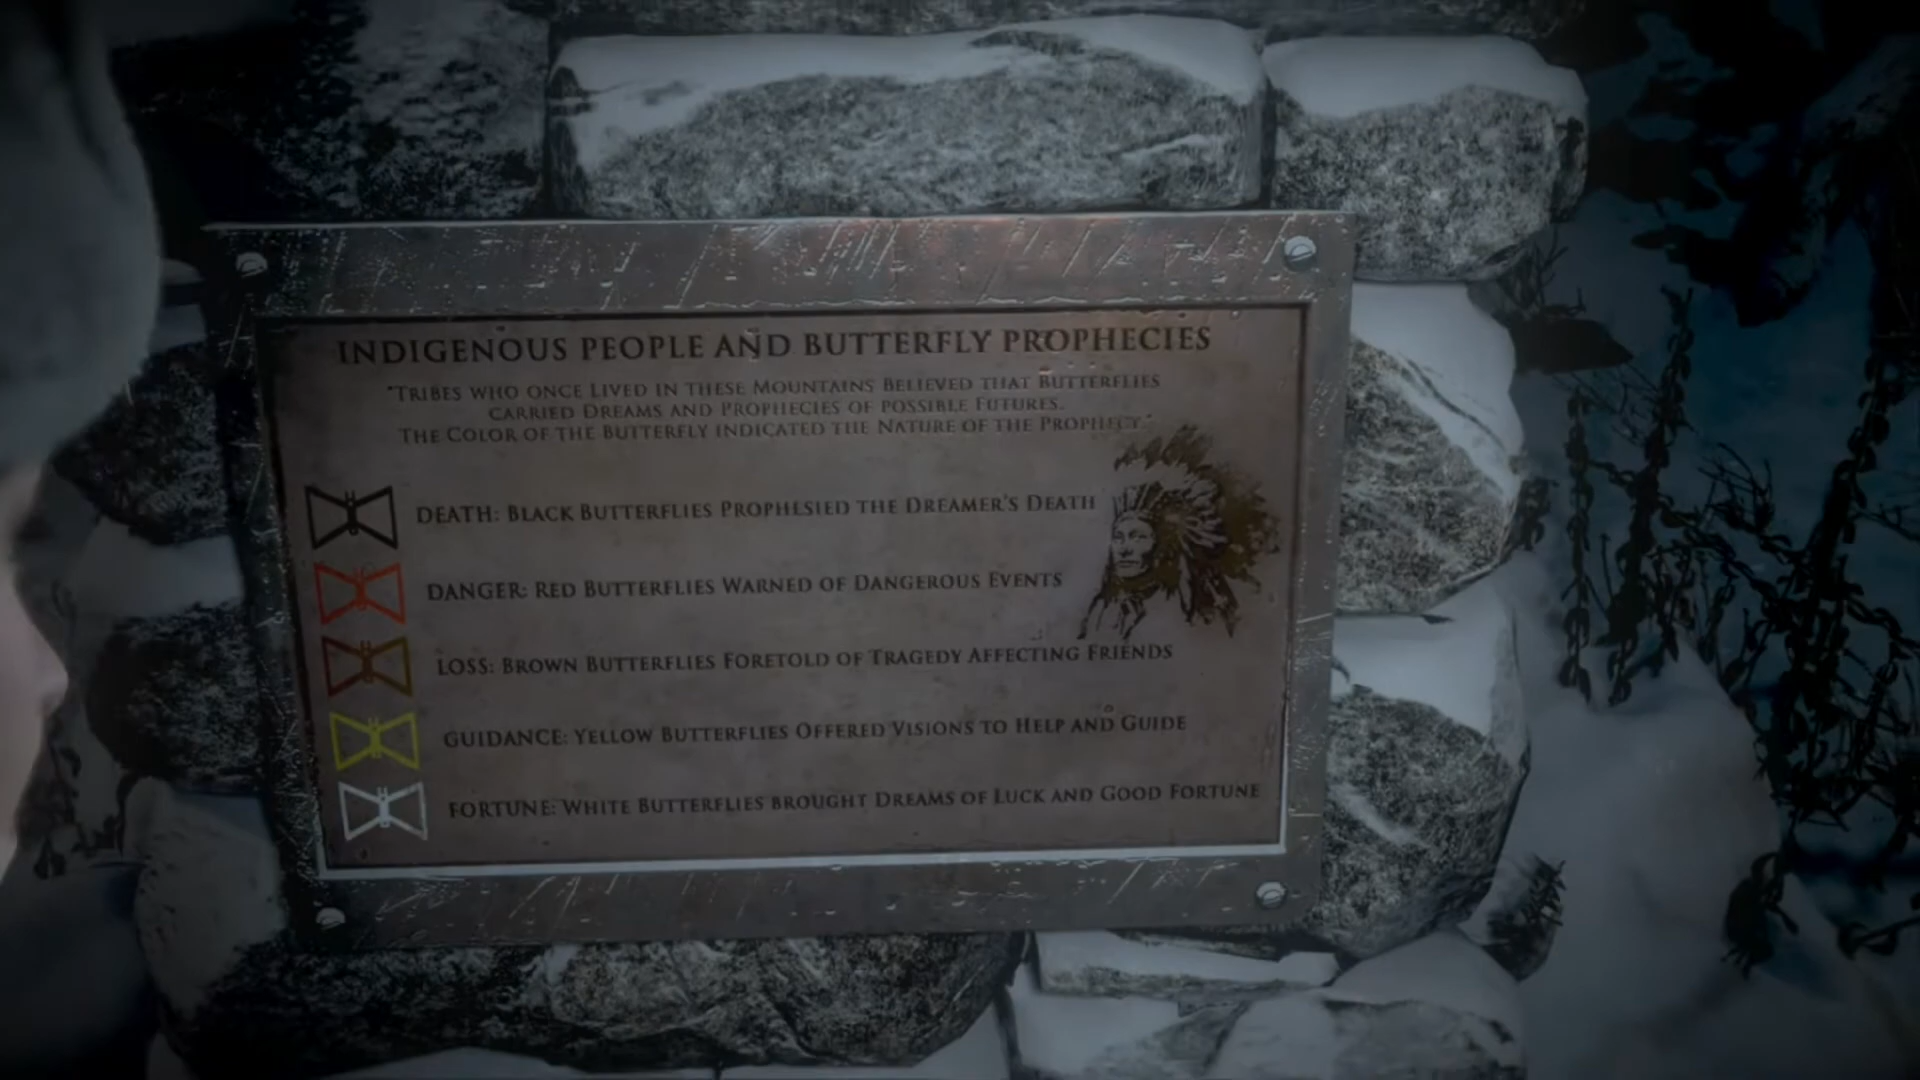 INDIGENOUS PEOPLE AND BUTTERFLY PROPHECIES
"TRIBES WHO ONCE LIVED IN THESE MOUNTAINS BELIEVED THAT BUTTERFLIES
CARRIED DREAMS AND PROPHECIES OF POSSIBLE FUTURES.
THE COLOR OF THE BUTTERFLY INDICATED THE NATURE OF THE PROPHECY."
DEATH: BLACK BUTTERFLIES PROPHESIED THE DREAMER'S DEATH
DANGER: RED BUTTERFLIES WARNED OF DANGEROUS EVENTS
LOSS: BROWN BUTTERFLIES FORETOLD OF TRAGEDY AFFECTING FRIENDS
GUIDANCE: YELLOW BUTTERFLIES OFFERED VISIONS TO HELP AND GUIDE
FORTUNE: WHITE BUTTERFLIES BROUGHT DREAMS OF LUCK AND GOOD FORTUNE